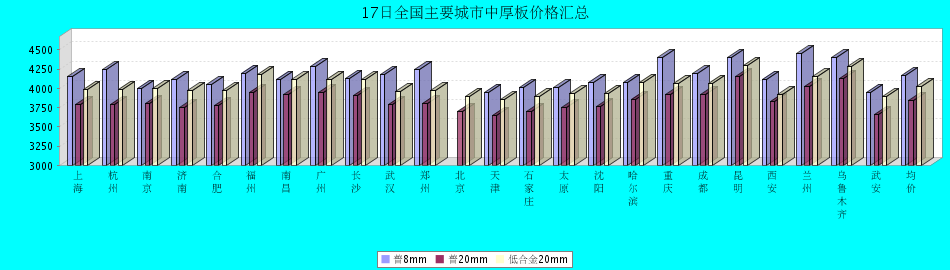 17日全国主要城市中厚板价格汇总
4500
4250
4000
3750
3500
3250
3000
上海 杭州 南京 济南 合肥 福州 南昌 广州 长沙 武汉 郑州 北京 天津 石家庄 太原 沈阳 哈尔滨 重庆 成都 昆明 西安 兰州 乌鲁木齐 武安 均价
普8mm 普20mm 低合金20mm